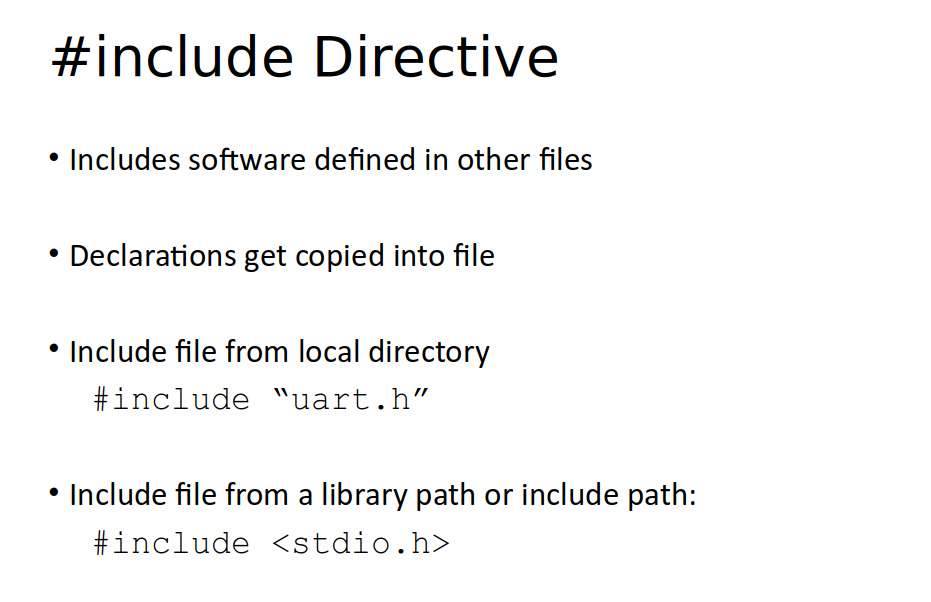 #include Directive
• Includes software defined in other files
• Declarations get copied into file
• Include file from local directory
#include “uart.h”
• Include file from a library path or include path:
#include <stdio.h>